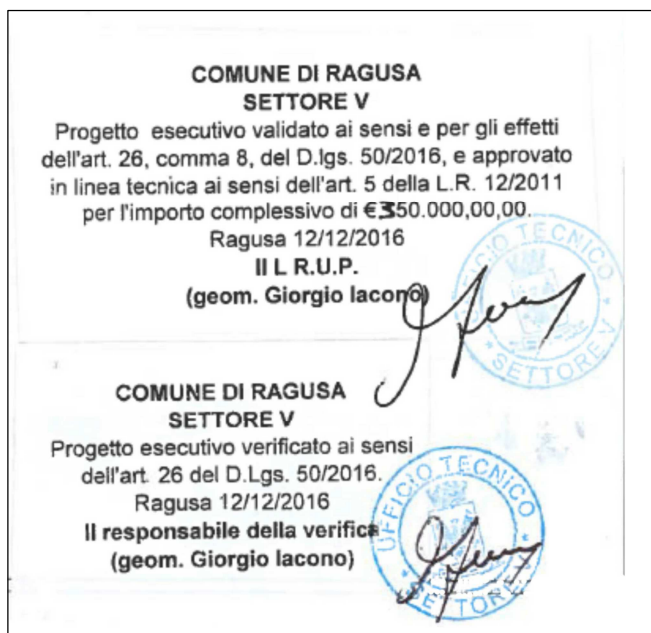 COMUNE DI RAGUSA
SETTORE V
Progetto esecutivo validato ai sensi e per gli effetti
dell'art. 26, comma 8, del D.lgs. 50/2016, e approvato
in linea tecnica ai sensi dell'art. 5 della L.R. 12/2011
per l'importo complessivo di €350.000,00,00.
Ragusa 12/12/2016
Il L R.U.P.
(geom. Giorgio Iacono)
UFFICIO TECNICO
* SETTORE V *
COMUNE DI RAGUSA
SETTORE V
Progetto esecutivo verificato ai sensi
dell'art. 26 del D.Lgs. 50/2016.
Ragusa 12/12/2016
Il responsabile della verifica
(geom. Giorgio Iacono)
UFFICIO TECNICO
* SETTORE V *